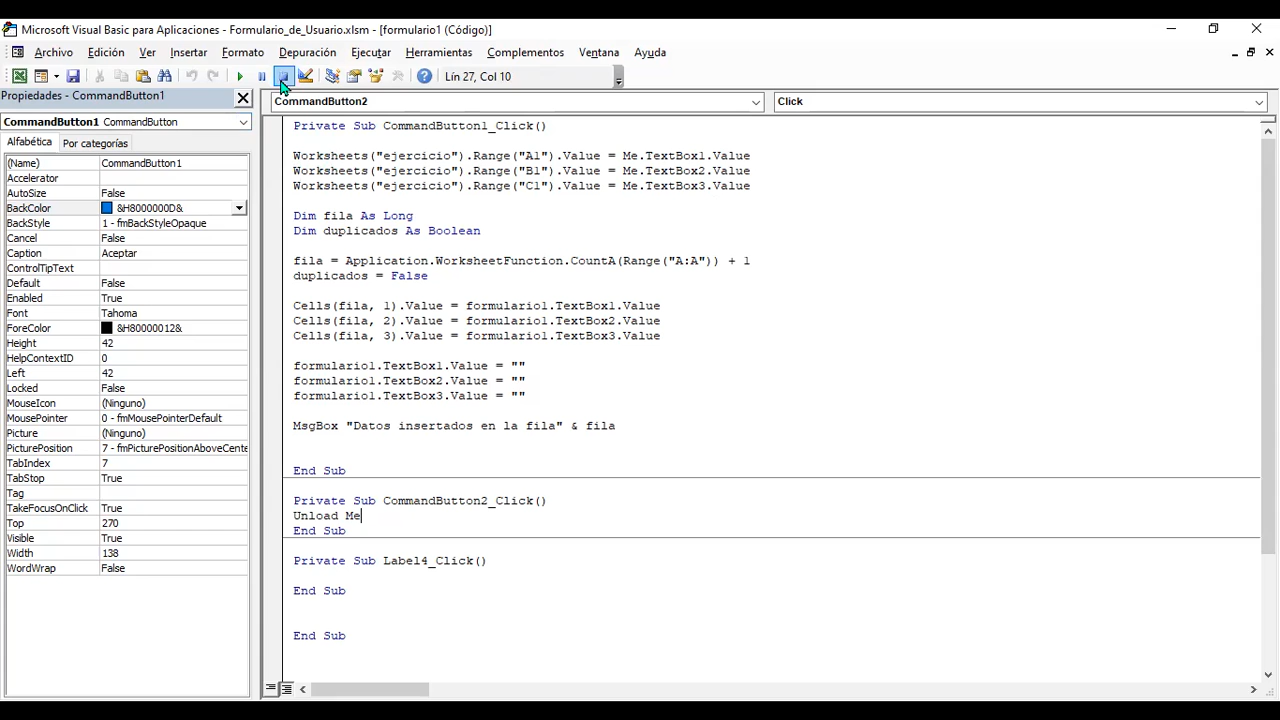 Microsoft Visual Basic para Aplicaciones - Formulario_de_Usuario.xlsm - [formulario1 (Código)]
Archivo Edición Ver Insertar Formato Depuración Ejecutar Herramientas Complementos Ventana Ayuda
Lín 27, Col 10
Propiedades - CommandButton1
CommandButton1 CommandButton
Alfabética Por categorías
(Name) CommandButton1
Accelerator
AutoSize False
BackColor &H8000000D&
BackStyle 1 - fmBackStyleOpaque
Cancel False
Caption Aceptar
ControlTipText
Default False
Enabled True
Font Tahoma
ForeColor &H80000012&
Height 42
HelpContextID 0
Left 42
Locked False
MouseIcon (Ninguno)
MousePointer 0 - fmMousePointerDefault
Picture (Ninguno)
PicturePosition 7 - fmPicturePositionAboveCente
TabIndex 7
TabStop True
Tag
TakeFocusOnClick True
Top 270
Visible True
Width 138
WordWrap False
CommandButton2 Click
Private Sub CommandButton1_Click()
Worksheets("ejercicio").Range("A1").Value = Me.TextBox1.Value
Worksheets("ejercicio").Range("B1").Value = Me.TextBox2.Value
Worksheets("ejercicio").Range("C1").Value = Me.TextBox3.Value
Dim fila As Long
Dim duplicados As Boolean
fila = Application.WorksheetFunction.CountA(Range("A:A")) + 1
duplicados = False
Cells(fila, 1).Value = formulario1.TextBox1.Value
Cells(fila, 2).Value = formulario1.TextBox2.Value
Cells(fila, 3).Value = formulario1.TextBox3.Value
formulario1.TextBox1.Value = ""
formulario1.TextBox2.Value = ""
formulario1.TextBox3.Value = ""
MsgBox "Datos insertados en la fila" & fila
End Sub
Private Sub CommandButton2_Click()
Unload Me
End Sub
Private Sub Label4_Click()
End Sub
End Sub